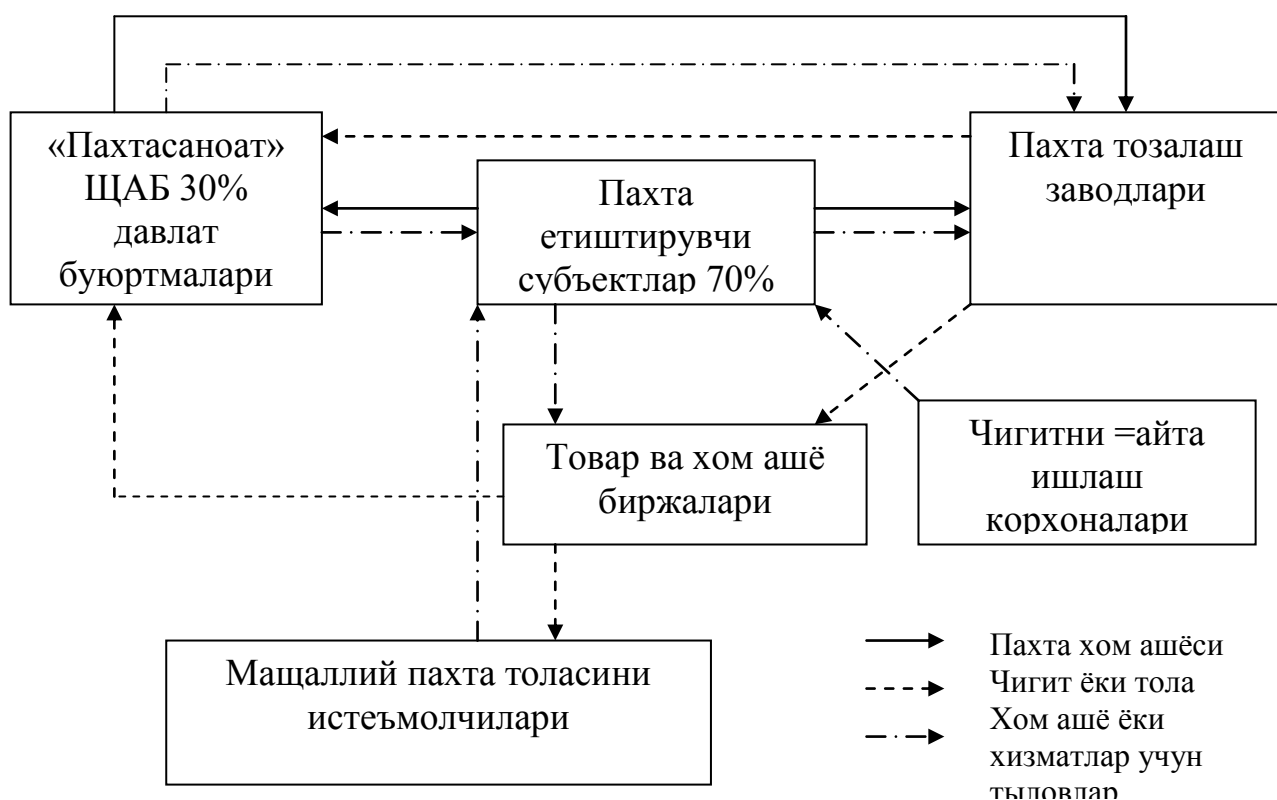 «Пахтасаноат»
ЩАБ 30%
давлат
буюртмалари
Пахта
етиштирувчи
субъектлар 70%
Пахта тозалаш
заводлари
Товар ва хом ашё
биржалари
Чигитни =айта
ишлаш
корхоналари
Мащаллий пахта толасини
истеъмолчилари
Пахта хом ашёси
Чигит ёки тола
Хом ашё ёки
хизматлар учун
тыловлар